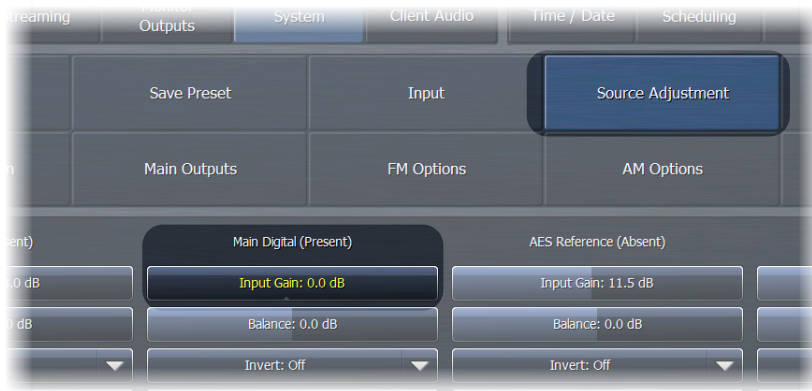 Streaming
Monitor
Outputs
System
Client Audio
Time / Date
Scheduling
Save Preset
Input
Source Adjustment
Main Outputs
FM Options
AM Options
Main Digital (Present)
AES Reference (Absent)
Input Gain: 0.0 dB
Input Gain: 11.5 dB
Balance: 0.0 dB
Balance: 0.0 dB
Invert: Off
Invert: Off